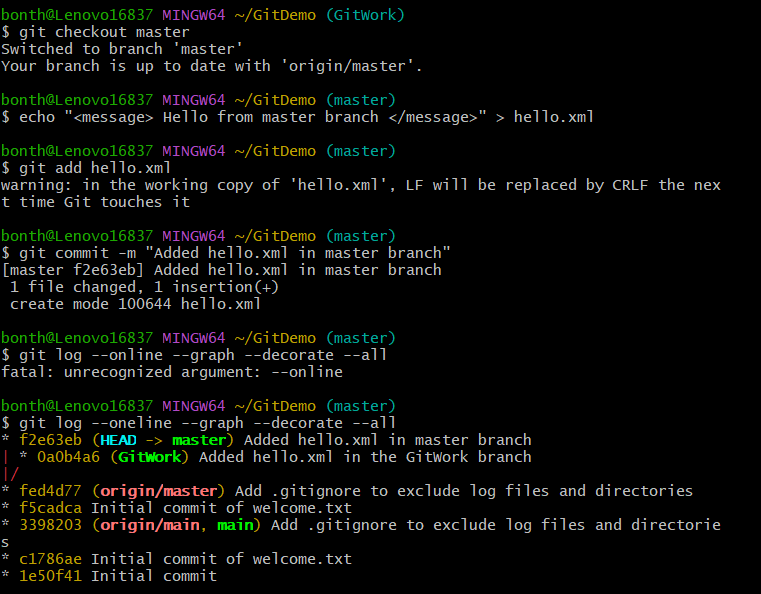 bonth@Lenovo16837 MINGW64 ~/GitDemo (GitWork)
$ git checkout master
Switched to branch 'master'
Your branch is up to date with 'origin/master'.
bonth@Lenovo16837 MINGW64 ~/GitDemo (master)
$ echo "<message> Hello from master branch </message>" > hello.xml
bonth@Lenovo16837 MINGW64 ~/GitDemo (master)
$ git add hello.xml
warning: in the working copy of 'hello.xml', LF will be replaced by CRLF the nex
t time Git touches it
bonth@Lenovo16837 MINGW64 ~/GitDemo (master)
$ git commit -m "Added hello.xml in master branch"
[master f2e63eb] Added hello.xml in master branch
 1 file changed, 1 insertion(+)
 create mode 100644 hello.xml
bonth@Lenovo16837 MINGW64 ~/GitDemo (master)
$ git log --online --graph --decorate --all
fatal: unrecognized argument: --online
bonth@Lenovo16837 MINGW64 ~/GitDemo (master)
$ git log --oneline --graph --decorate --all
* f2e63eb (HEAD -> master) Added hello.xml in master branch
| * 0a0b4a6 (GitWork) Added hello.xml in the GitWork branch
|/
* fed4d77 (origin/master) Add .gitignore to exclude log files and directories
* f5cadca Initial commit of welcome.txt
* 3398203 (origin/main, main) Add .gitignore to exclude log files and directorie
s
* c1786ae Initial commit of welcome.txt
* 1e50f41 Initial commit